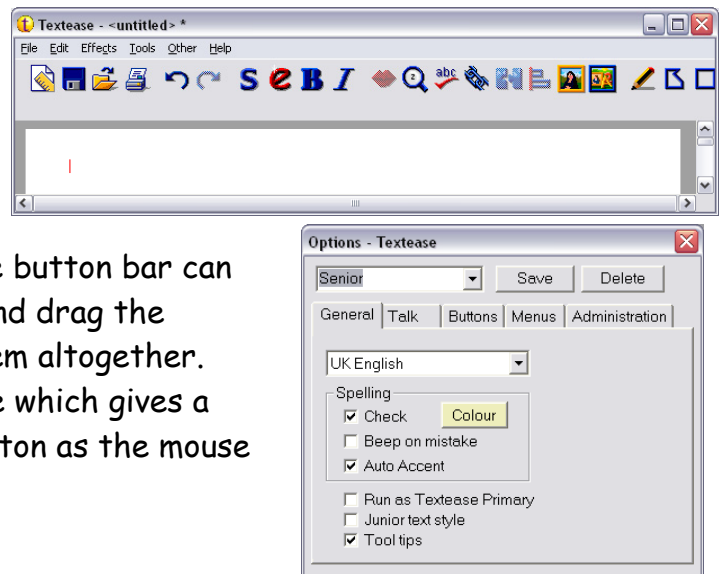 Textease - <untitled> *
File Edit Effects Tools Other Help
S e B I abc
e button bar can
nd drag the
em altogether.
e which gives a
tton as the mouse
Options - Textease
Senior Save Delete
General Talk Buttons Menus Administration
UK English
Spelling
Check Colour
Beep on mistake
Auto Accent
Run as Textease Primary
Junior text style
Tool tips